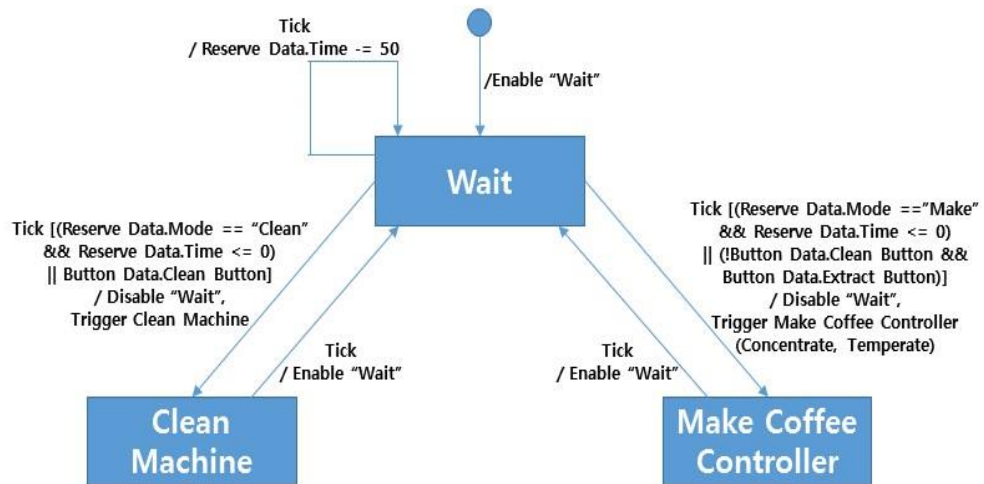 Tick
/ Reserve Data.Time -= 50
/Enable “Wait”
Wait
Tick [(Reserve Data.Mode == “Clean”
&& Reserve Data.Time <= 0)
|| Button Data.Clean Button]
/ Disable “Wait”,
Trigger Clean Machine
Tick [(Reserve Data.Mode ==”Make”
&& Reserve Data.Time <= 0)
|| (!Button Data.Clean Button &&
Button Data.Extract Button)]
/ Disable “Wait”,
Trigger Make Coffee Controller
(Concentrate, Temperate)
Tick
/ Enable “Wait”
Tick
/ Enable “Wait”
Clean
Machine
Make Coffee
Controller